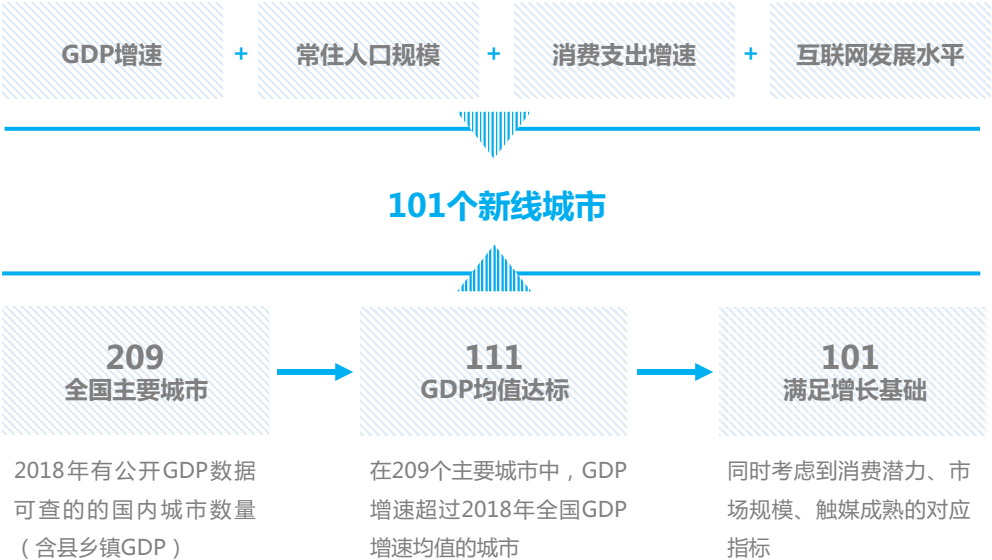 GDP增速 + 常住人口规模 + 消费支出增速 + 互联网发展水平
101个新线城市
209
全国主要城市
111
GDP均值达标
101
满足增长基础
2018年有公开GDP数据
可查的的国内城市数量
（含县乡镇GDP）
在209个主要城市中，GDP
增速超过2018年全国GDP
增速均值的城市
同时考虑到消费潜力、市
场规模、触媒成熟的对应
指标